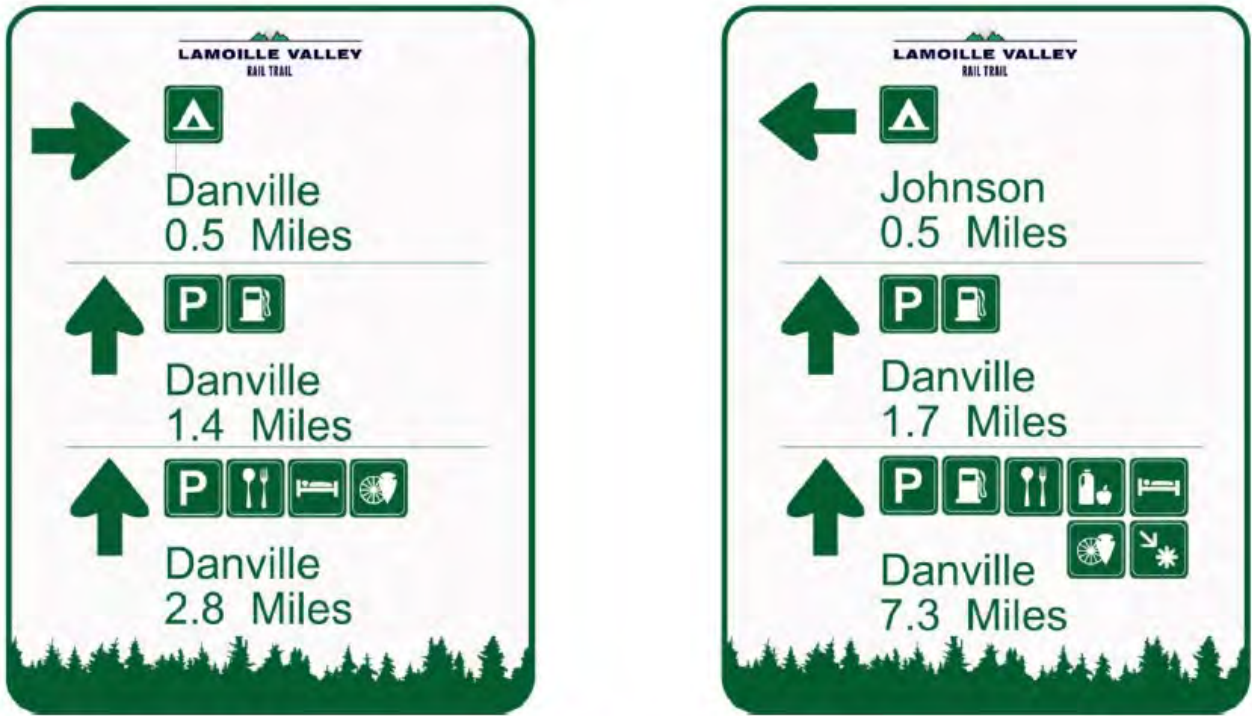 LAMOILLE VALLEY
RAIL TRAIL
Danville
0.5 Miles
P
Danville
1.4 Miles
P
Danville
2.8 Miles
LAMOILLE VALLEY
RAIL TRAIL
Johnson
0.5 Miles
P
Danville
1.7 Miles
P
Danville
7.3 Miles